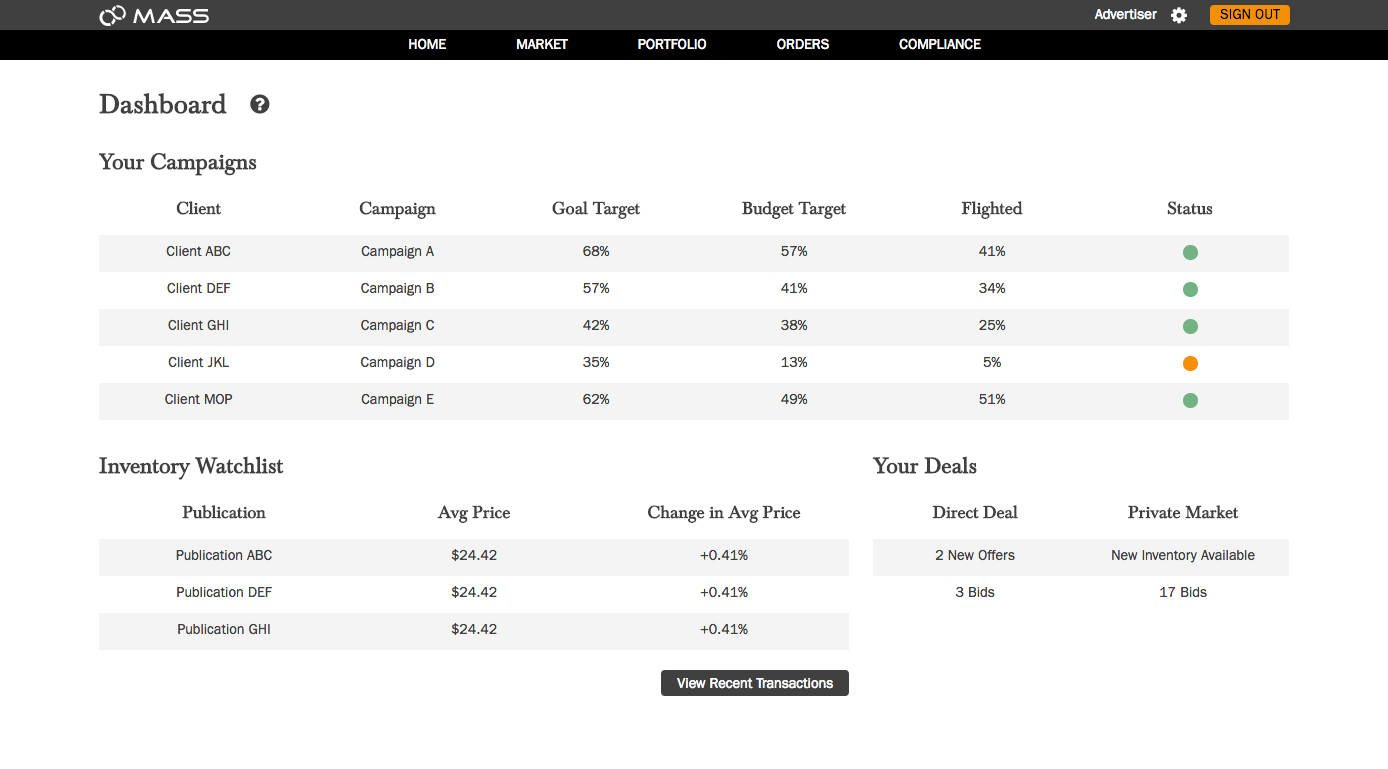 MASS
Advertiser SIGN OUT
HOME MARKET PORTFOLIO ORDERS COMPLIANCE
Dashboard ?
Your Campaigns
Client Campaign Goal Target Budget Target Flighted Status
Client ABC Campaign A 68% 57% 41%
Client DEF Campaign B 57% 41% 34%
Client GHI Campaign C 42% 38% 25%
Client JKL Campaign D 35% 13% 5%
Client MOP Campaign E 62% 49% 51%
Inventory Watchlist
Publication Avg Price Change in Avg Price
Publication ABC $24.42 +0.41%
Publication DEF $24.42 +0.41%
Publication GHI $24.42 +0.41%
View Recent Transactions
Your Deals
Direct Deal Private Market
2 New Offers New Inventory Available
3 Bids 17 Bids